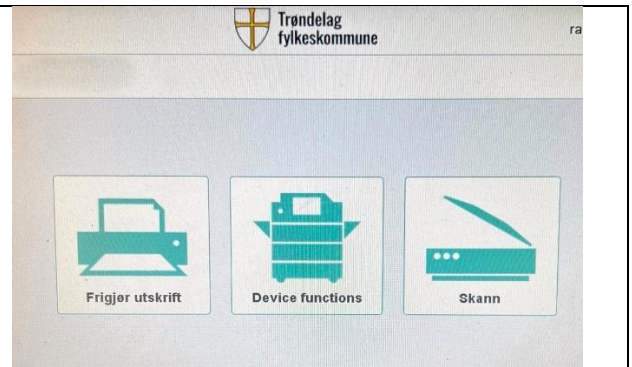 Trøndelag
fylkeskommune
ra
Frigjør utskrift
Device functions
Skann